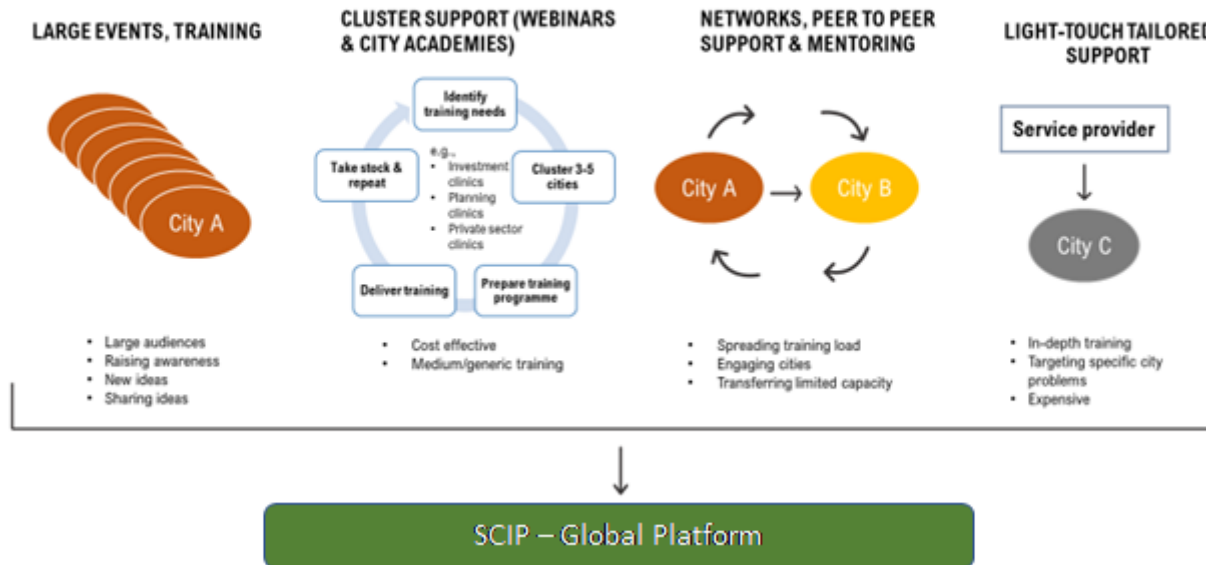 LARGE EVENTS, TRAINING
City A
• Large audiences
• Raising awareness
• New ideas
• Sharing ideas
CLUSTER SUPPORT (WEBINARS
& CITY ACADEMIES)
Identify
training needs
Cluster 3-5
cities
Prepare training
programme
Deliver training
Take stock &
repeat
e.g.,
• Investment
clinics
• Planning
clinics
• Private sector
clinics
• Cost effective
• Medium/generic training
NETWORKS, PEER TO PEER
SUPPORT & MENTORING
City A
City B
• Spreading training load
• Engaging cities
• Transferring limited capacity
LIGHT-TOUCH TAILORED
SUPPORT
Service provider
City C
• In-depth training
• Targeting specific city
problems
• Expensive
SCIP – Global Platform